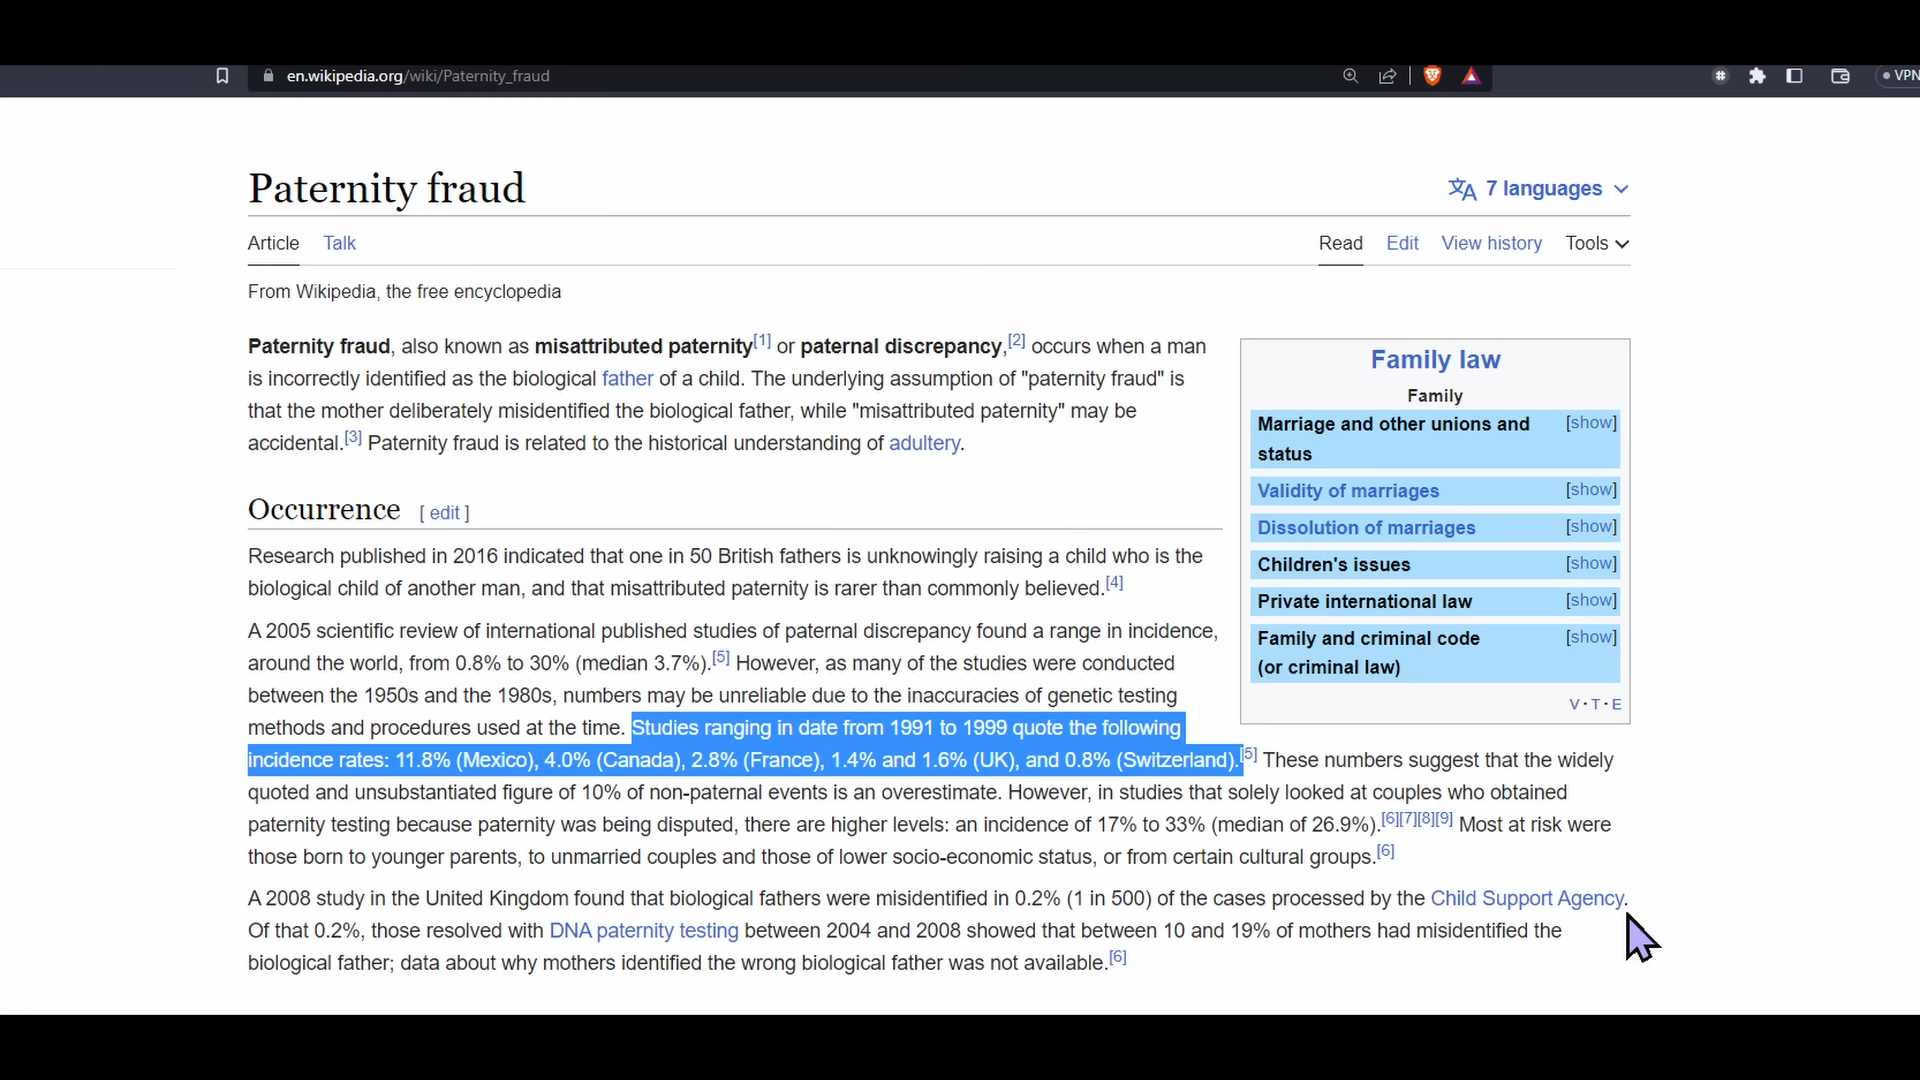 en.wikipedia.org/wiki/Paternity_fraud
VPN
Paternity fraud
7 languages
Article Talk
Read Edit View history Tools
From Wikipedia, the free encyclopedia
Paternity fraud, also known as misattributed paternity[1] or paternal discrepancy,[2] occurs when a man
is incorrectly identified as the biological father of a child. The underlying assumption of "paternity fraud" is
that the mother deliberately misidentified the biological father, while "misattributed paternity" may be
accidental.[3] Paternity fraud is related to the historical understanding of adultery.
Family law
Family
Marriage and other unions and [show]
status
Validity of marriages [show]
Dissolution of marriages [show]
Children's issues [show]
Private international law [show]
Family and criminal code [show]
(or criminal law)
V · T · E
Occurrence [ edit ]
Research published in 2016 indicated that one in 50 British fathers is unknowingly raising a child who is the
biological child of another man, and that misattributed paternity is rarer than commonly believed.[4]
A 2005 scientific review of international published studies of paternal discrepancy found a range in incidence,
around the world, from 0.8% to 30% (median 3.7%).[5] However, as many of the studies were conducted
between the 1950s and the 1980s, numbers may be unreliable due to the inaccuracies of genetic testing
methods and procedures used at the time. Studies ranging in date from 1991 to 1999 quote the following
incidence rates: 11.8% (Mexico), 4.0% (Canada), 2.8% (France), 1.4% and 1.6% (UK), and 0.8% (Switzerland).[5] These numbers suggest that the widely
quoted and unsubstantiated figure of 10% of non-paternal events is an overestimate. However, in studies that solely looked at couples who obtained
paternity testing because paternity was being disputed, there are higher levels: an incidence of 17% to 33% (median of 26.9%).[6][7][8][9] Most at risk were
those born to younger parents, to unmarried couples and those of lower socio-economic status, or from certain cultural groups.[6]
A 2008 study in the United Kingdom found that biological fathers were misidentified in 0.2% (1 in 500) of the cases processed by the Child Support Agency.
Of that 0.2%, those resolved with DNA paternity testing between 2004 and 2008 showed that between 10 and 19% of mothers had misidentified the
biological father; data about why mothers identified the wrong biological father was not available.[6]